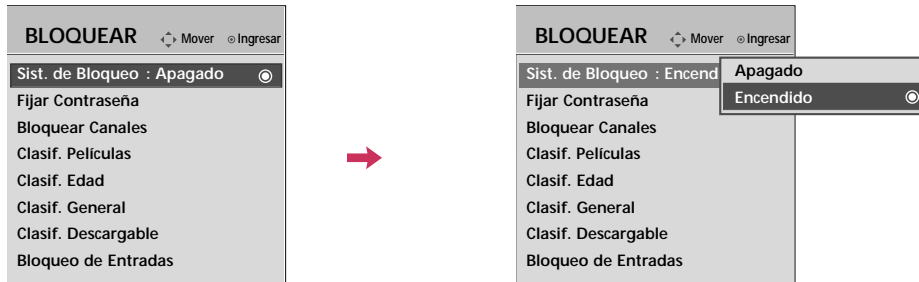 BLOQUEAR Mover Ingresar
Sist. de Bloqueo : Apagado
Fijar Contraseña
Bloquear Canales
Clasif. Películas
Clasif. Edad
Clasif. General
Clasif. Descargable
Bloqueo de Entradas
BLOQUEAR Mover Ingresar
Sist. de Bloqueo : Encend
Apagado
Encendido
Fijar Contraseña
Bloquear Canales
Clasif. Películas
Clasif. Edad
Clasif. General
Clasif. Descargable
Bloqueo de Entradas